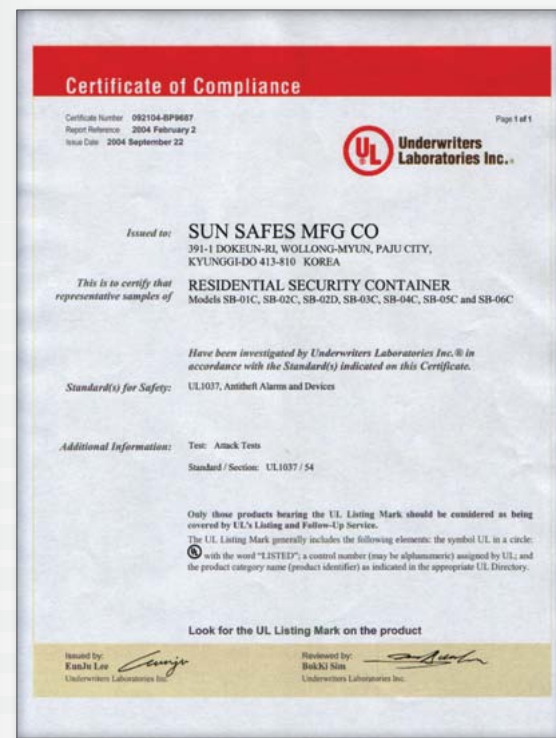 Certificate of Compliance
Certificate Number 092104-BP9687
Report Reference 2004 February 2
Issue Date 2004 September 22
Page 1 of 1
UL
Underwriters
Laboratories Inc.®
Issued to: SUN SAFES MFG CO
391-1 DOKEUN-RI, WOLLONG-MYUN, PAJU CITY,
KYUNGGI-DO 413-810 KOREA
This is to certify that RESIDENTIAL SECURITY CONTAINER
representative samples of Models SB-01C, SB-02C, SB-02D, SB-03C, SB-04C, SB-05C and SB-06C
Have been investigated by Underwriters Laboratories Inc.® in
accordance with the Standard(s) indicated on this Certificate.
Standard(s) for Safety: UL1037, Antitheft Alarms and Devices
Additional Information: Test: Attack Tests
Standard / Section: UL1037 / 54
Only those products bearing the UL Listing Mark should be considered as being
covered by UL's Listing and Follow-Up Service.
The UL Listing Mark generally includes the following elements: the symbol UL in a circle:
UL with the word "LISTED"; a control number (may be alphanumeric) assigned by UL; and
the product category name (product identifier) as indicated in the appropriate UL Directory.
Look for the UL Listing Mark on the product
Issued by:
EunJu Lee
Underwriters Laboratories Inc.
Reviewed by:
BokKi Sim
Underwriters Laboratories Inc.